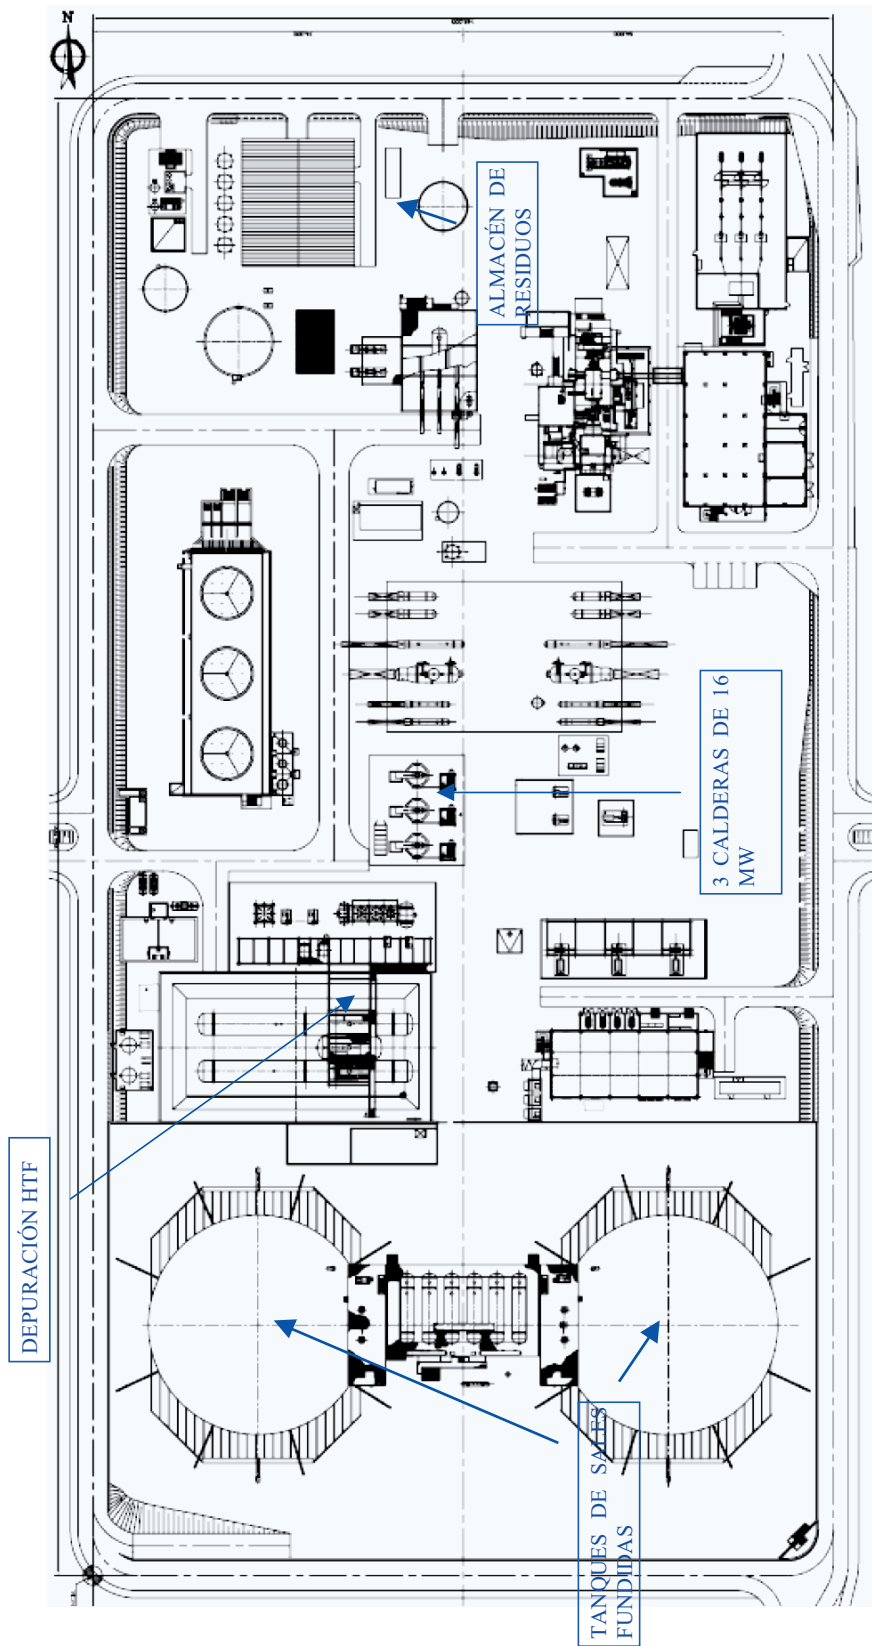 N
ALMACÉN DE
RESIDUOS
3 CALDERAS DE 16
MW
DEPURACIÓN HTF
TANQUES DE SALES
FUNDIDAS